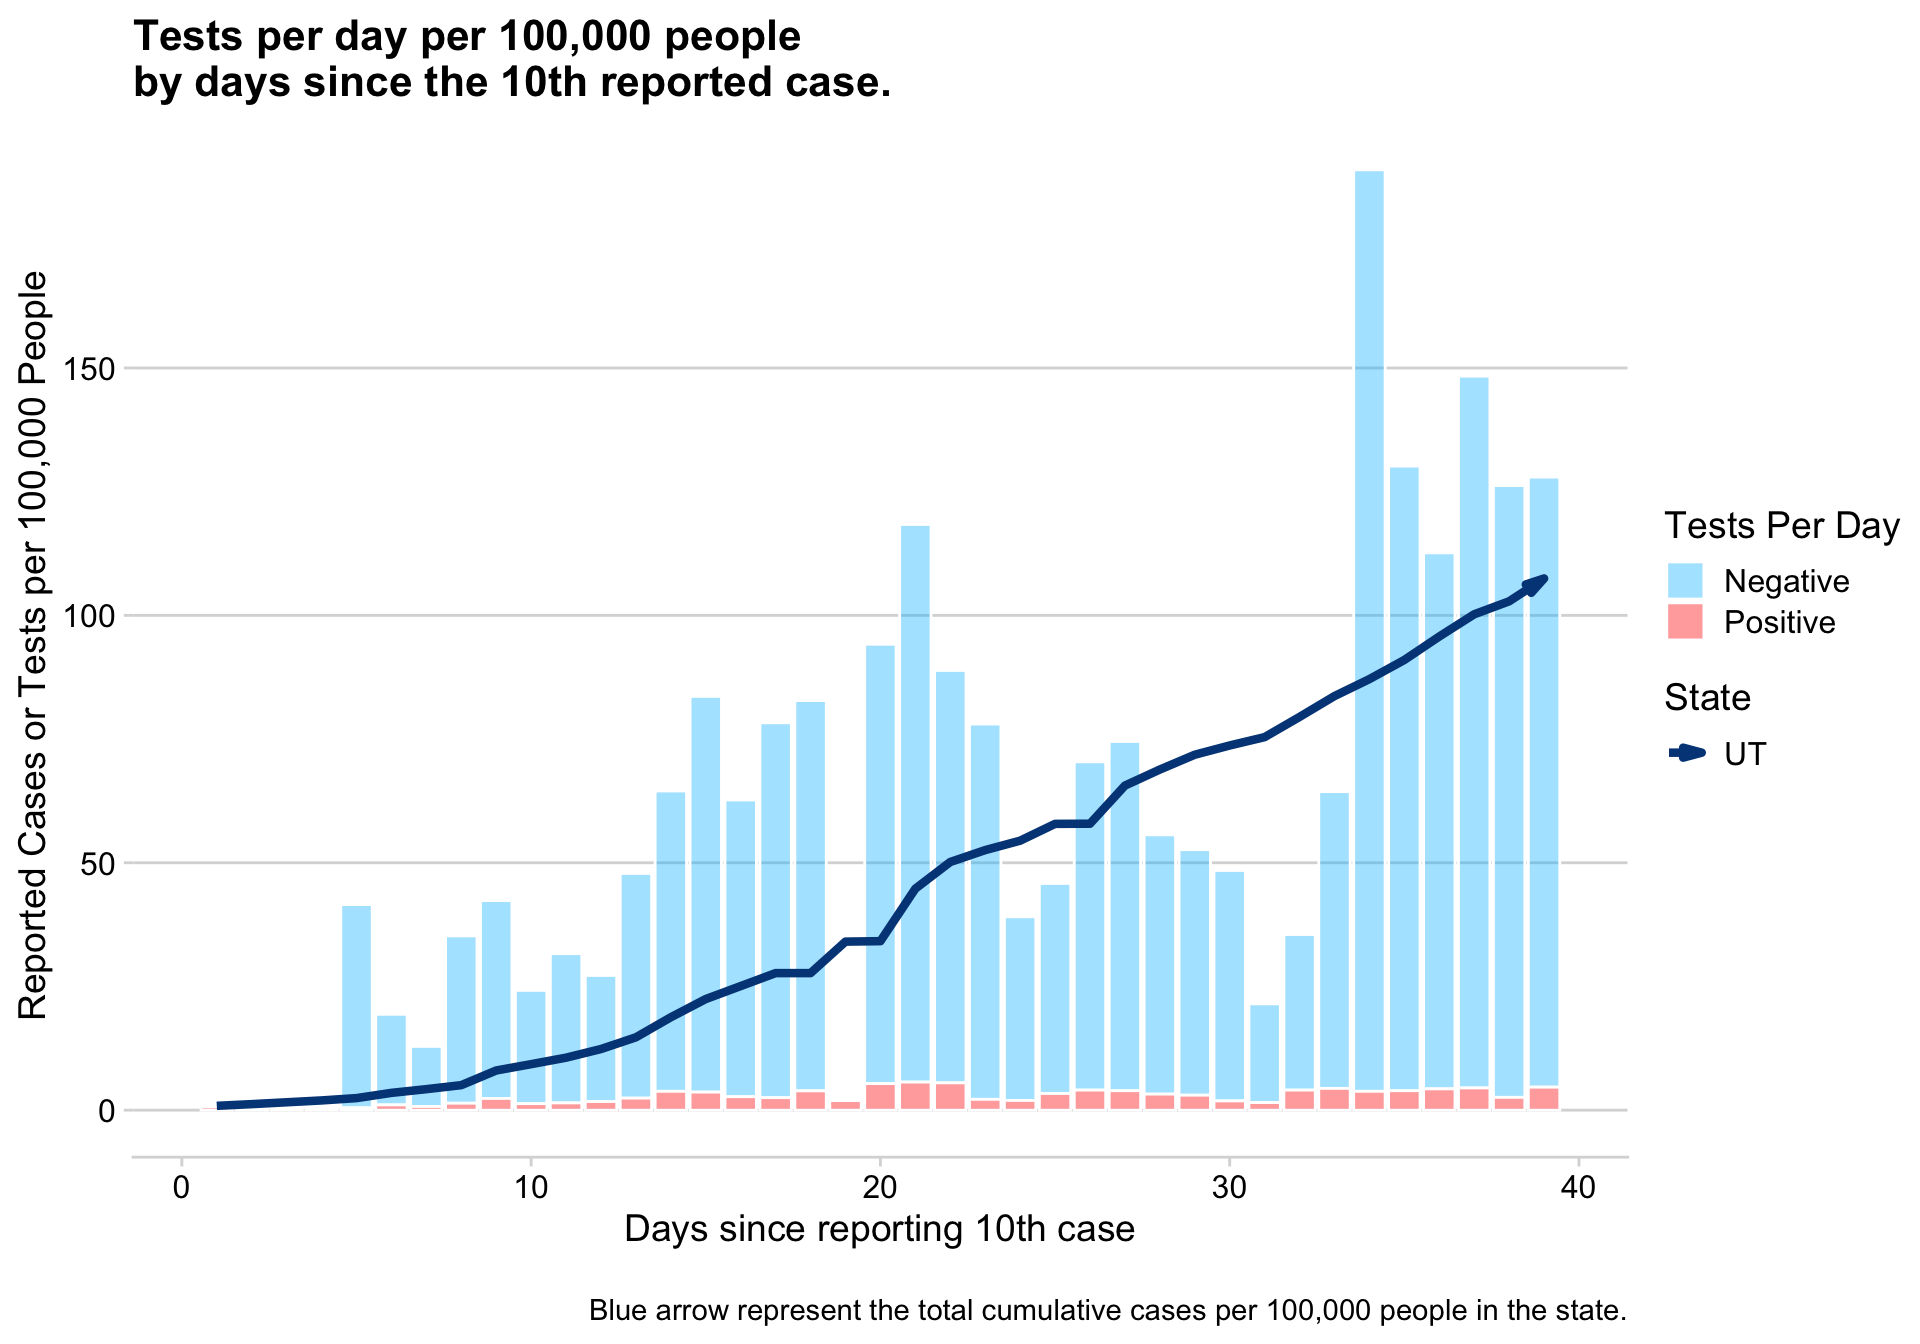 Tests per day per 100,000 people
by days since the 10th reported case.
Reported Cases or Tests per 100,000 People
150
100
50
0
0 10 20 30 40
Days since reporting 10th case
Tests Per Day
Negative
Positive
State
UT
Blue arrow represent the total cumulative cases per 100,000 people in the state.